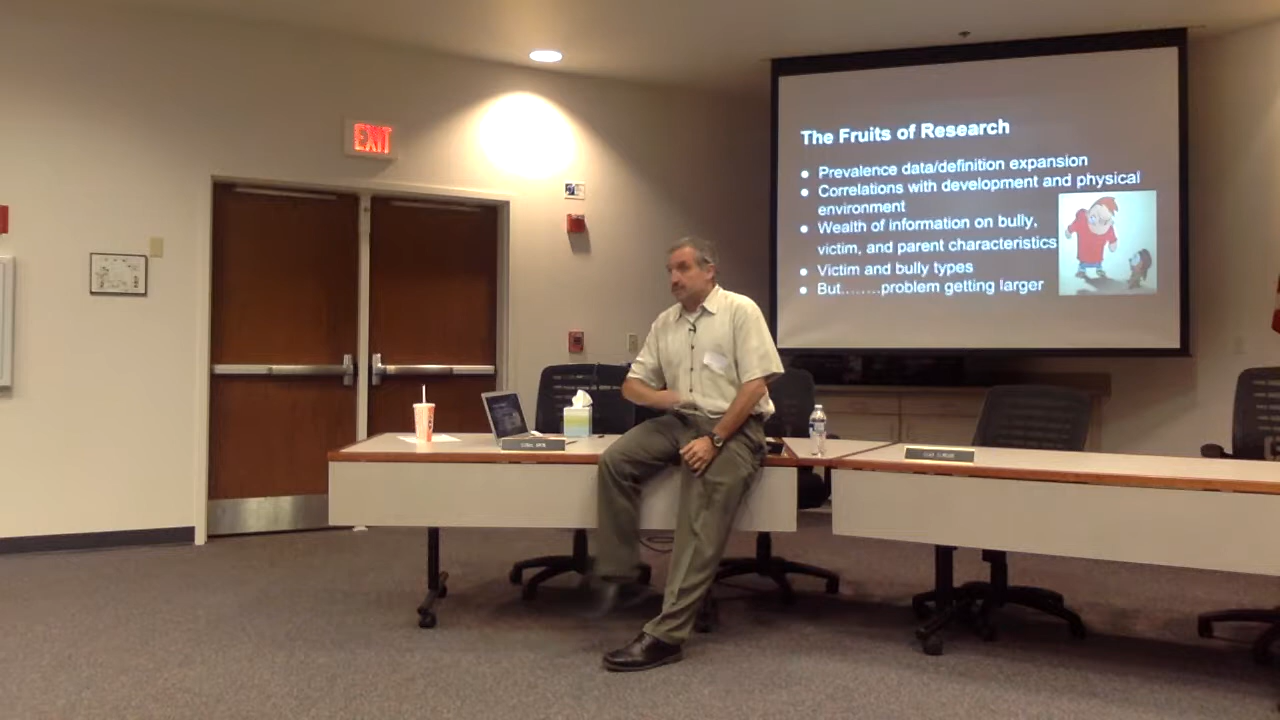 EXIT
The Fruits of Research
● Prevalence data/definition expansion
● Correlations with development and physical
environment
● Wealth of information on bully,
victim, and parent characteristics
● Victim and bully types
● But........problem getting larger